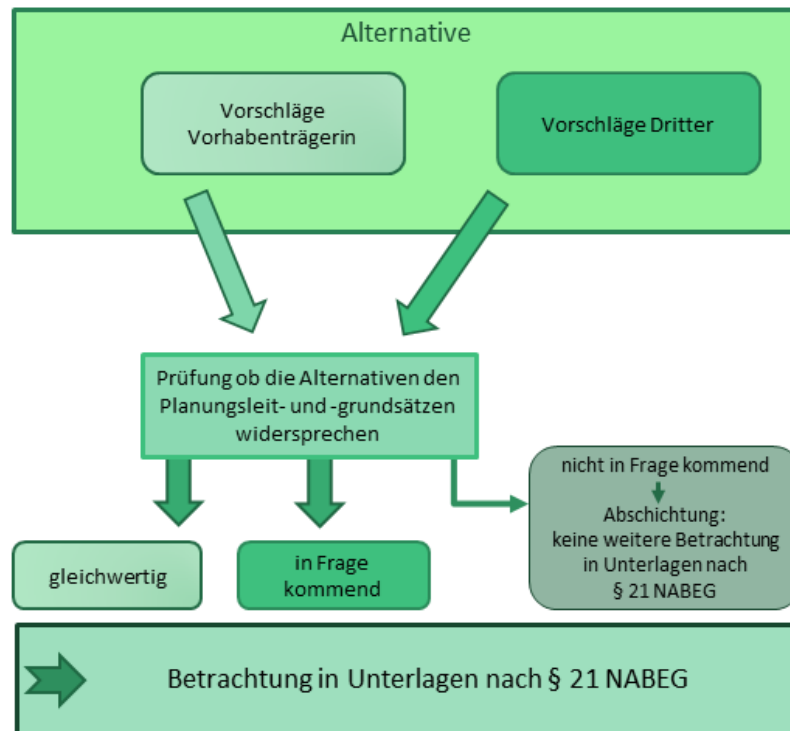 Alternative
Vorschläge
Vorhabenträgerin
Vorschläge Dritter
Prüfung ob die Alternativen den
Planungsleit- und -grundsätzen
widersprechen
nicht in Frage kommend
Abschichtung:
keine weitere Betrachtung
in Unterlagen nach
§ 21 NABEG
gleichwertig
in Frage
kommend
Betrachtung in Unterlagen nach § 21 NABEG